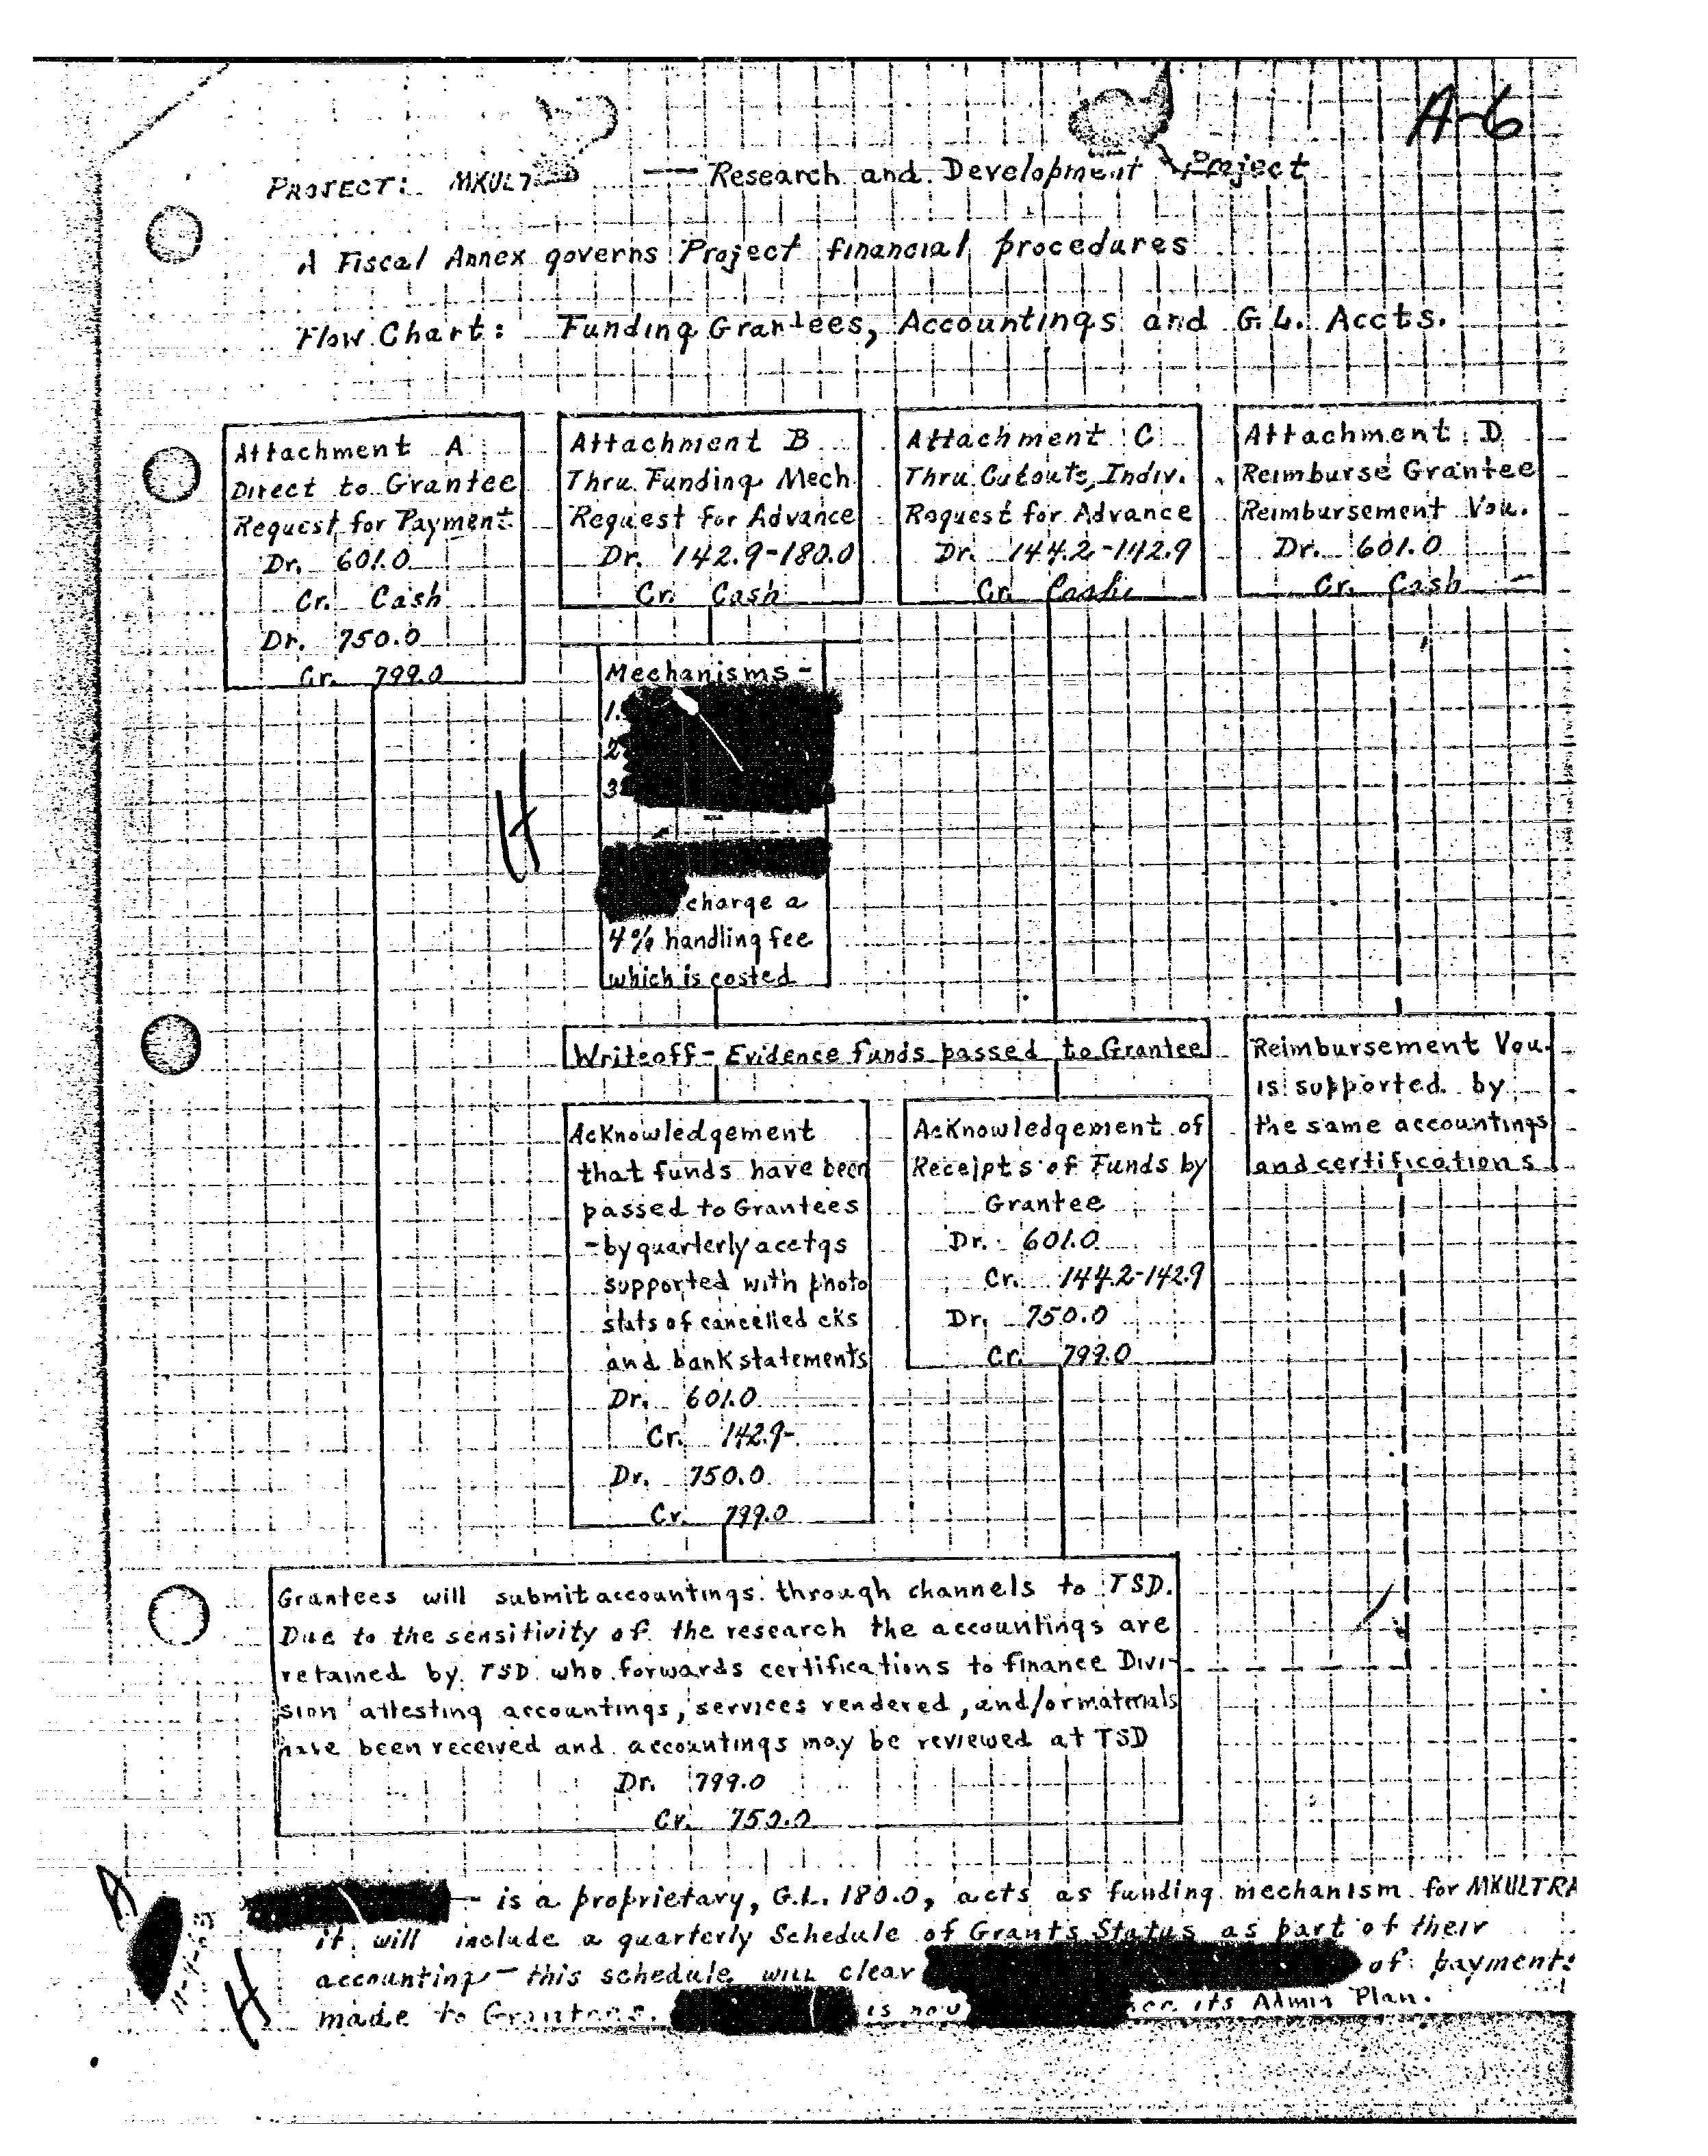 A-6
PROJECT: MKULT — Research and Development Project
A Fiscal Annex governs Project financial procedures
Flow Chart: Funding Grantees, Accountings and G.L. Accts.
Attachment A
Direct to Grantee
Request for Payment
Dr. 601.0
Cr. Cash
Dr. 750.0
Cr. 799.0
Attachment B
Thru Funding Mech
Request for Advance
Dr. 142.9-180.0
Cr. Cash
Attachment C
Thru Cutouts, Indiv.
Request for Advance
Dr. 144.2-142.9
Cr. Cash
Attachment D
Reimburse Grantee
Reimbursement Vou.
Dr. 601.0
Cr. Cash
Mechanisms -
1.
2
3
charge a
4% handling fee
which is costed
H
Writeoff - Evidence funds passed to Grantee
Reimbursement Vou.
is supported by
the same accountings
and certifications
Acknowledgement
that funds have been
passed to Grantees
- by quarterly acctgs
supported with photo
stats of cancelled cks
and bank statements
Dr. 601.0
Cr. 142.9-
Dr. 750.0
Cr. 799.0
Acknowledgement of
Receipts of Funds by
Grantee
Dr. 601.0
Cr. 144.2-142.9
Dr. 750.0
Cr. 799.0
Grantees will submit accountings through channels to TSD.
Due to the sensitivity of the research the accountings are
retained by TSD who forwards certifications to finance Divi-
sion attesting accountings, services rendered, and/or materials
have been received and accountings may be reviewed at TSD
Dr. 799.0
Cr. 750.0
A
H
- is a proprietary, G.L. 180.0, acts as funding mechanism for MKULTRA
it will include a quarterly Schedule of Grants Status as part of their
accounting - this schedule will clear of payments
made to Grantees. is now its Admin Plan.